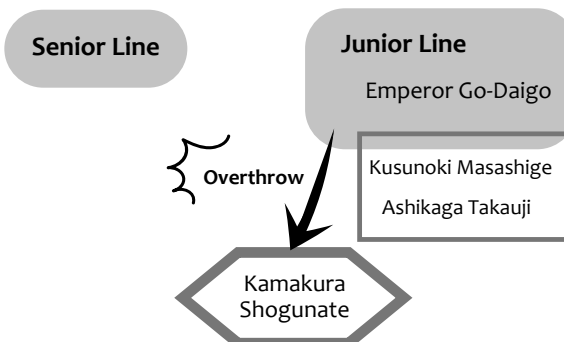 Senior Line
Junior Line
Emperor Go-Daigo
Kusunoki Masashige
Ashikaga Takauji
Overthrow
Kamakura
Shogunate